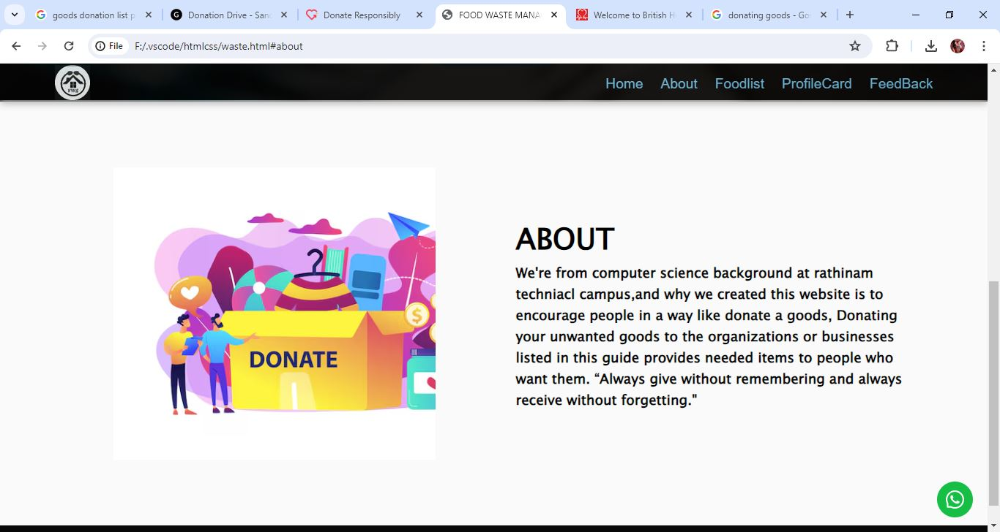 goods donation list p
Donation Drive - San
Donate Responsibly
FOOD WASTE MANA
Welcome to British H
donating goods - Go
File F:/.vscode/htmlcss/waste.html#about
FWS
Home About Foodlist ProfileCard FeedBack
DONATE
$
ABOUT
We're from computer science background at rathinam
techniacl campus,and why we created this website is to
encourage people in a way like donate a goods, Donating
your unwanted goods to the organizations or businesses
listed in this guide provides needed items to people who
want them. “Always give without remembering and always
receive without forgetting."